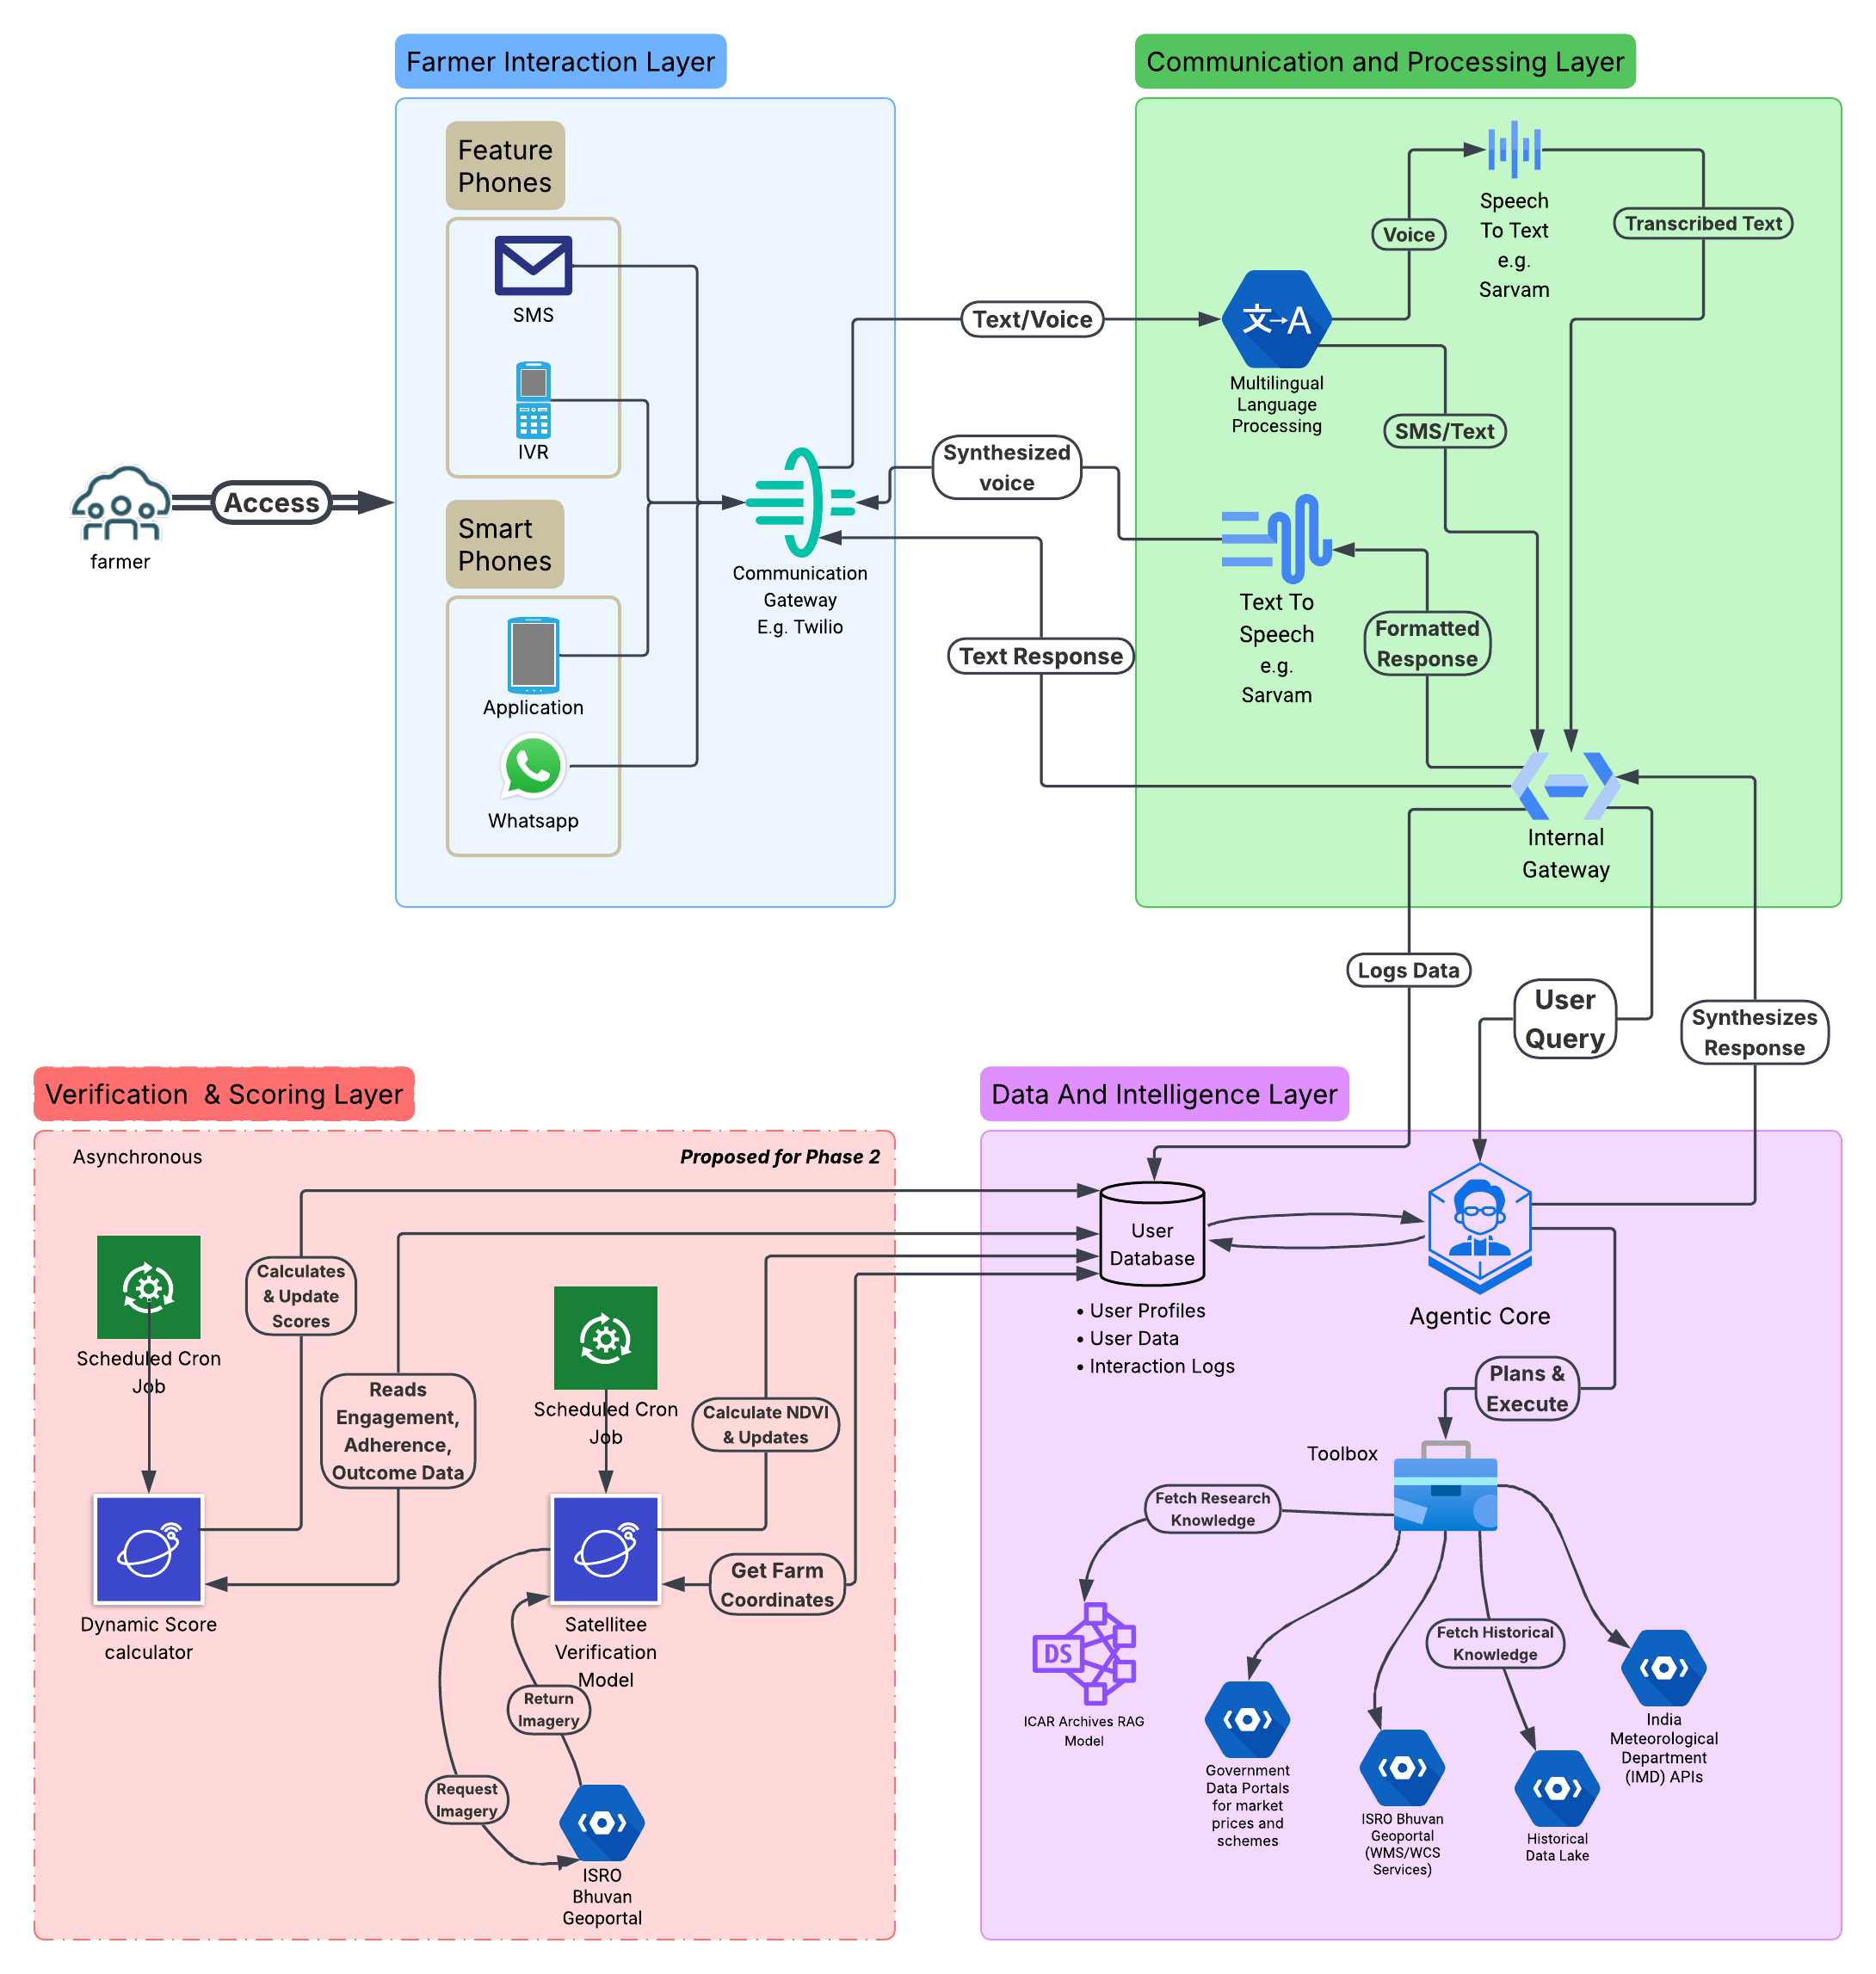 Farmer Interaction Layer
Communication and Processing Layer
Feature
Phones
SMS
IVR
Smart
Phones
Application
Whatsapp
farmer
Access
Communication
Gateway
E.g. Twilio
Text/Voice
Synthesized
voice
Text Response
Voice
Speech
To Text
e.g.
Sarvam
Transcribed Text
文→A
Multilingual
Language
Processing
SMS/Text
Text To
Speech
e.g.
Sarvam
Formatted
Response
Internal
Gateway
Logs Data
User
Query
Synthesizes
Response
Verification & Scoring Layer
Asynchronous
Proposed for Phase 2
Scheduled Cron
Job
Calculates
& Update
Scores
Reads
Engagement,
Adherence,
Outcome Data
Scheduled Cron
Job
Calculate NDVI
& Updates
Get Farm
Coordinates
Dynamic Score
calculator
Satellitee
Verification
Model
Return
Imagery
Request
Imagery
ISRO
Bhuvan
Geoportal
Data And Intelligence Layer
User
Database
• User Profiles
• User Data
• Interaction Logs
Agentic Core
Plans &
Execute
Toolbox
Fetch Research
Knowledge
DS
ICAR Archives RAG
Model
Government
Data Portals
for market
prices and
schemes
ISRO Bhuvan
Geoportal
(WMS/WCS
Services)
Fetch Historical
Knowledge
Historical
Data Lake
India
Meteorological
Department
(IMD) APIs